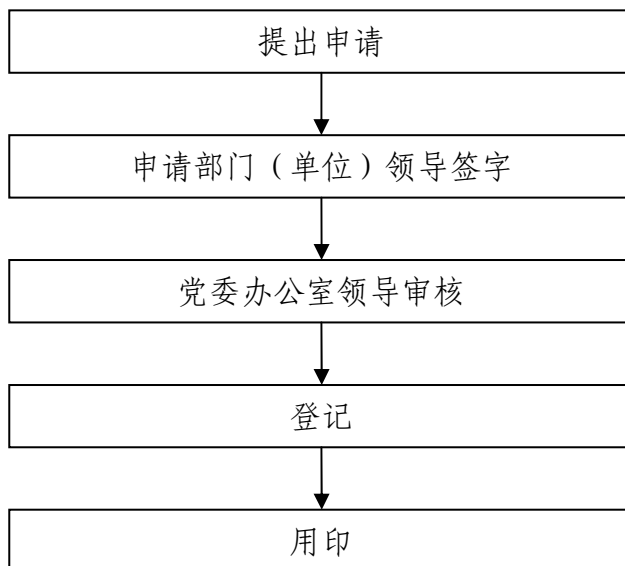 提出申请
申请部门（单位）领导签字
党委办公室领导审核
登记
用印